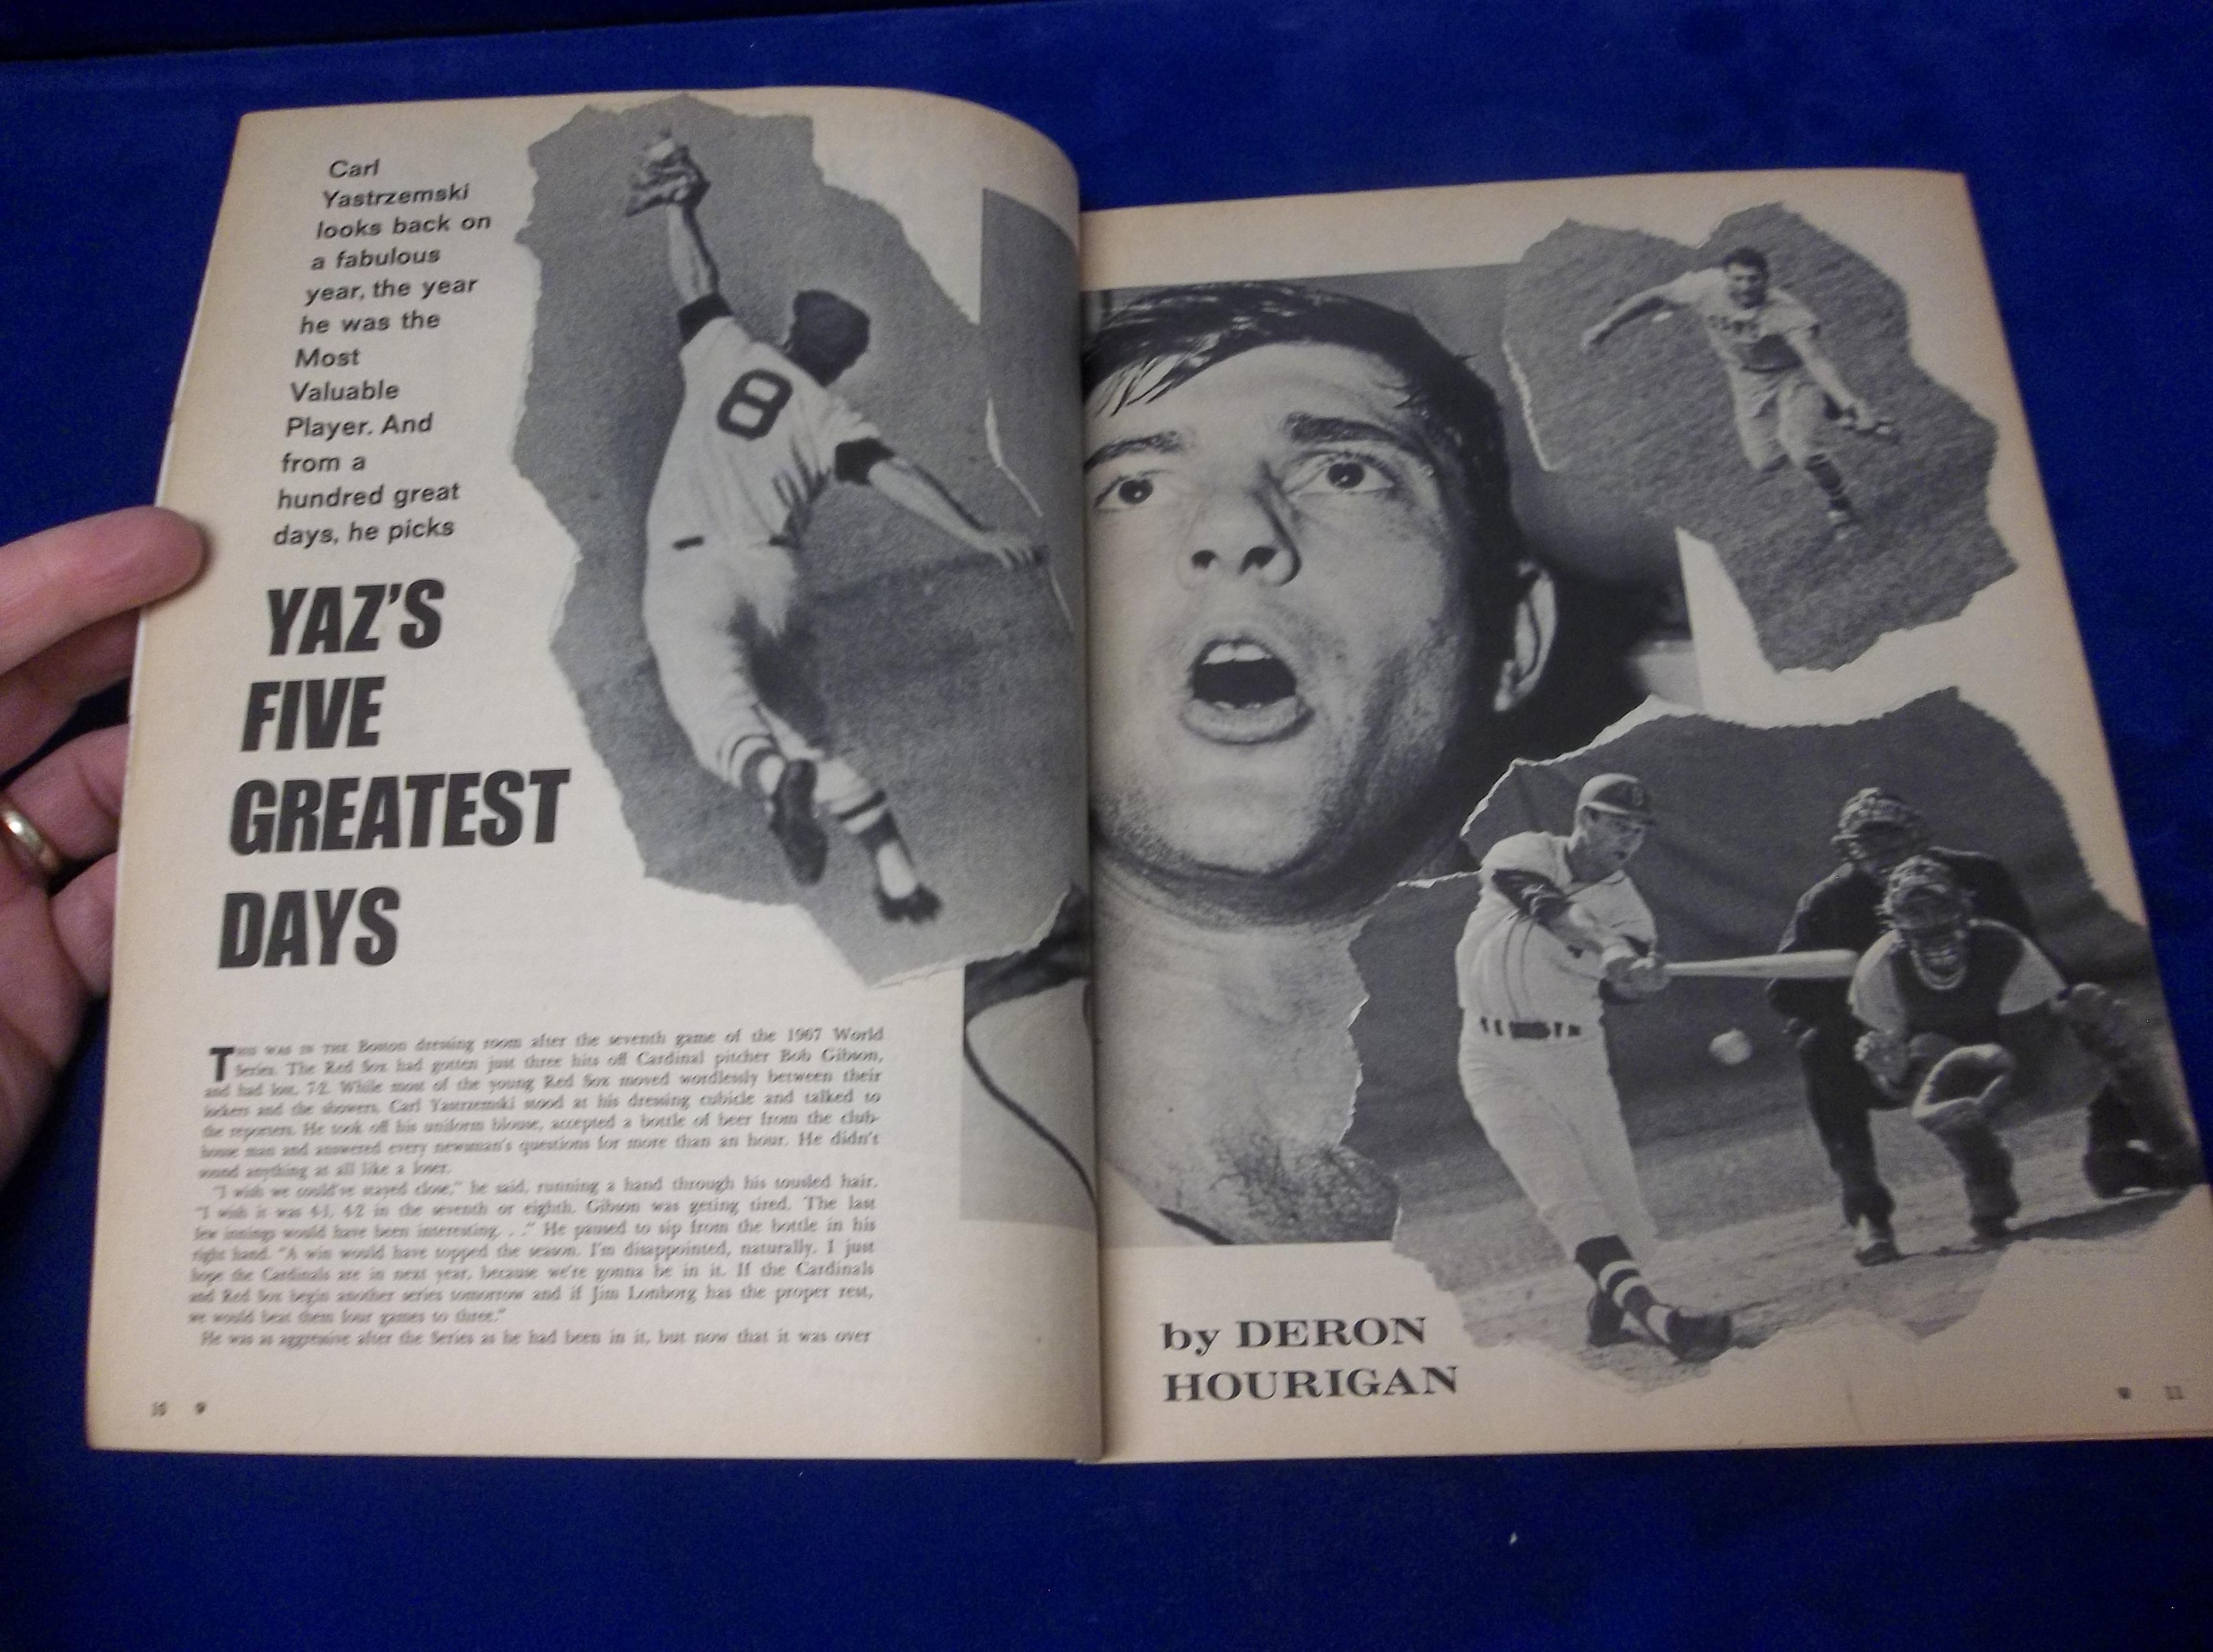 Carl
Yastrzemski
looks back on
a fabulous
year, the year
he was the
Most
Valuable
Player. And
from a
hundred great
days, he picks
YAZ'S
FIVE
GREATEST
DAYS
THIS WAS IN THE Boston dressing room after the seventh game of the 1967 World
Series. The Red Sox had gotten just three hits off Cardinal pitcher Bob Gibson,
and had lost, 7-2. While most of the young Red Sox moved wordlessly between their
lockers and the showers, Carl Yastrzemski stood at his dressing cubicle and talked to
the reporters. He took off his uniform blouse, accepted a bottle of beer from the club-
house man and answered every newsman's questions for more than an hour. He didn't
sound anything at all like a loser.
"I wish we could've stayed close," he said, running a hand through his tousled hair.
"I wish it was 4-1, 4-2 in the seventh or eighth. Gibson was geting tired. The last
few innings would have been interesting. . ." He paused to sip from the bottle in his
right hand. "A win would have topped the season. I'm disappointed, naturally. I just
hope the Cardinals are in next year, because we're gonna be in it. If the Cardinals
and Red Sox begin another series tomorrow and if Jim Lonborg has the proper rest,
we would beat them four games to three."
He was as aggressive after the Series as he had been in it, but now that it was over
8
by DERON
HOURIGAN
11